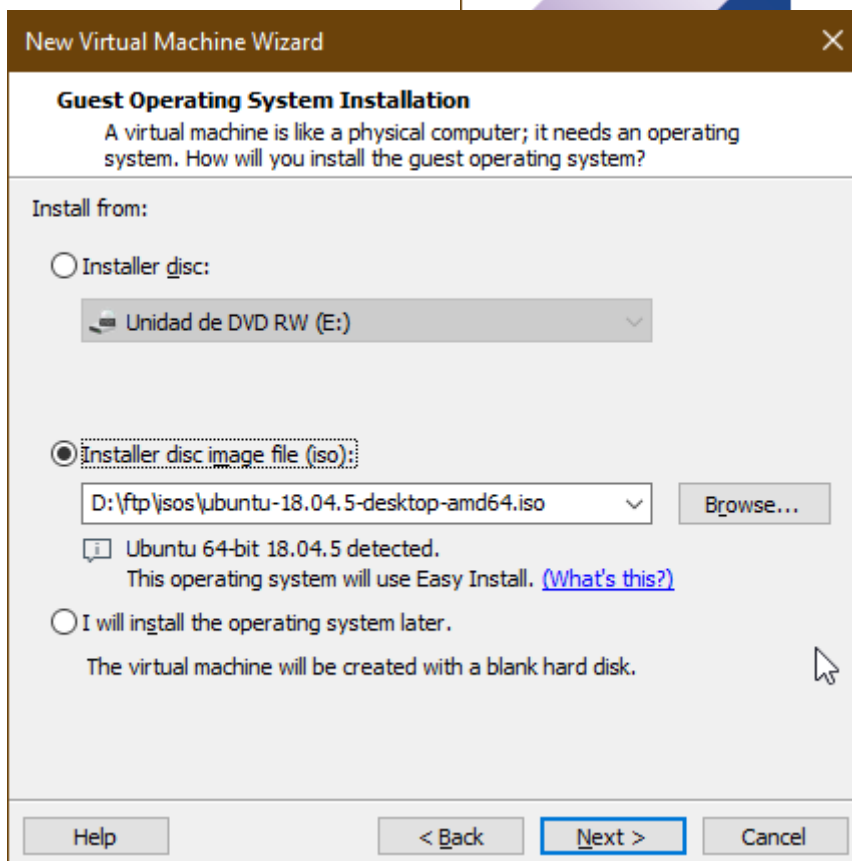 New Virtual Machine Wizard
Guest Operating System Installation
A virtual machine is like a physical computer; it needs an operating
system. How will you install the guest operating system?
Install from:
Installer disc:
Unidad de DVD RW (E:)
Installer disc image file (iso):
D:\ftp\isos\ubuntu-18.04.5-desktop-amd64.iso
Browse...
Ubuntu 64-bit 18.04.5 detected.
This operating system will use Easy Install. (What's this?)
I will install the operating system later.
The virtual machine will be created with a blank hard disk.
Help < Back Next > Cancel